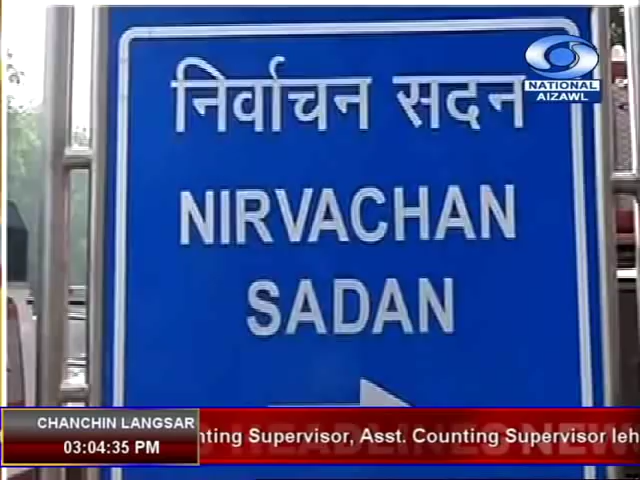 निर्वाचन सदन
NATIONAL
AIZAWL
NIRVACHAN
SADAN
CHANCHIN LANGSAR
03:04:35 PM
nting Supervisor, Asst. Counting Supervisor leh